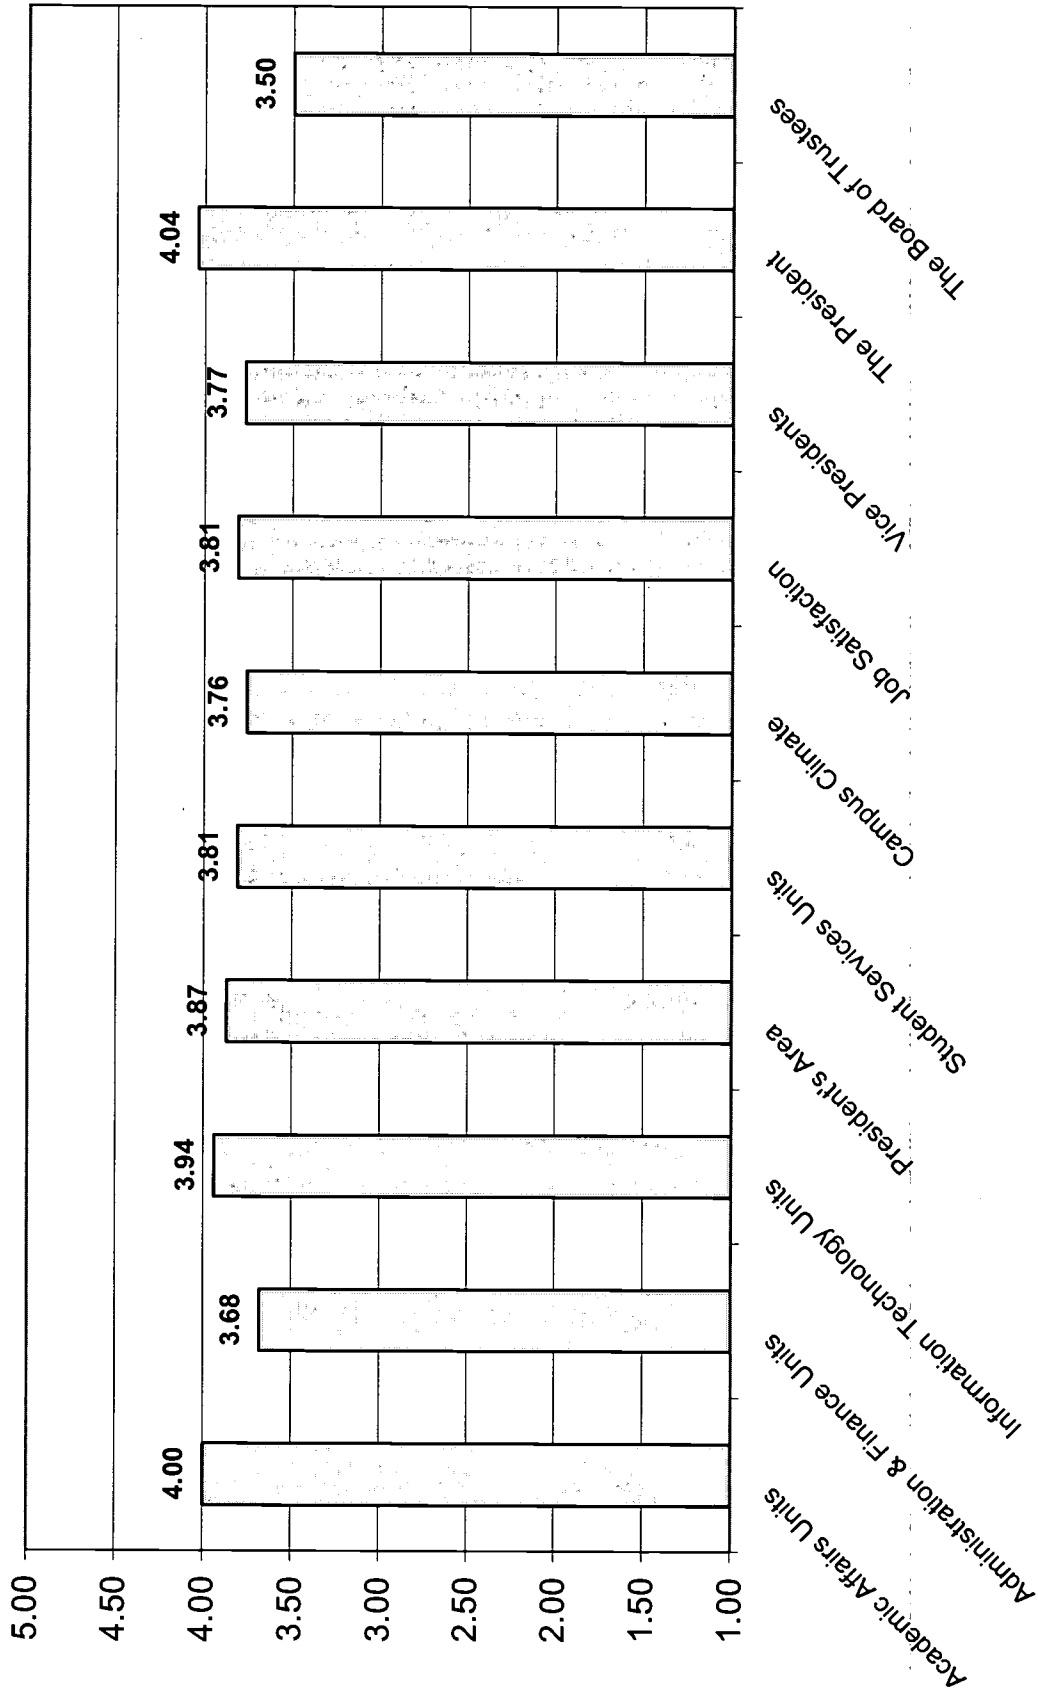 5.00
4.50
4.00
3.50
3.00
2.50
2.00
1.50
1.00
4.00
3.68
3.94
3.87
3.81
3.76
3.81
3.77
4.04
3.50
Academic Affairs Units
Administration & Finance Units
Information Technology Units
President's Area
Student Services Units
Campus Climate
Job Satisfaction
Vice Presidents
The President
The Board of Trustees